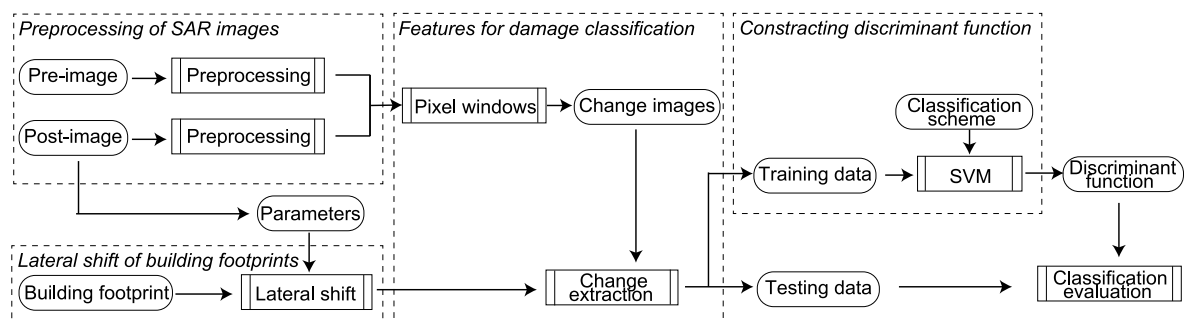 Preprocessing of SAR images
Pre-image
Preprocessing
Post-image
Preprocessing
Parameters
Lateral shift of building footprints
Building footprint
Lateral shift
Features for damage classification
Pixel windows
Change images
Change
extraction
Constracting discriminant function
Classification
scheme
Training data
SVM
Discriminant
function
Testing data
Classification
evaluation